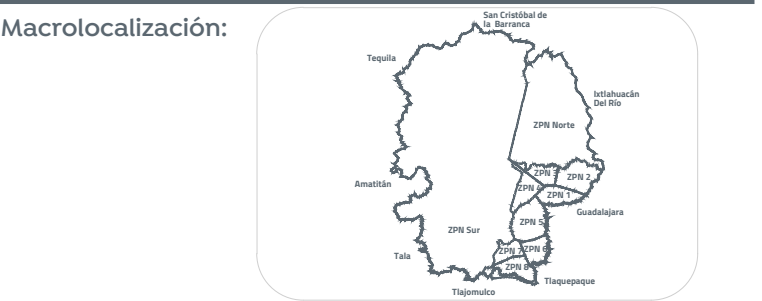 Macrolocalización:
San Cristóbal de
la Barranca
Tequila
Ixtlahuacán
Del Río
ZPN Norte
ZPN 3
ZPN 2
Amatitán
ZPN 4
ZPN 1
Guadalajara
ZPN 5
ZPN Sur
ZPN 7
ZPN 6
Tala
ZPN 8
Tlaquepaque
Tlajomulco